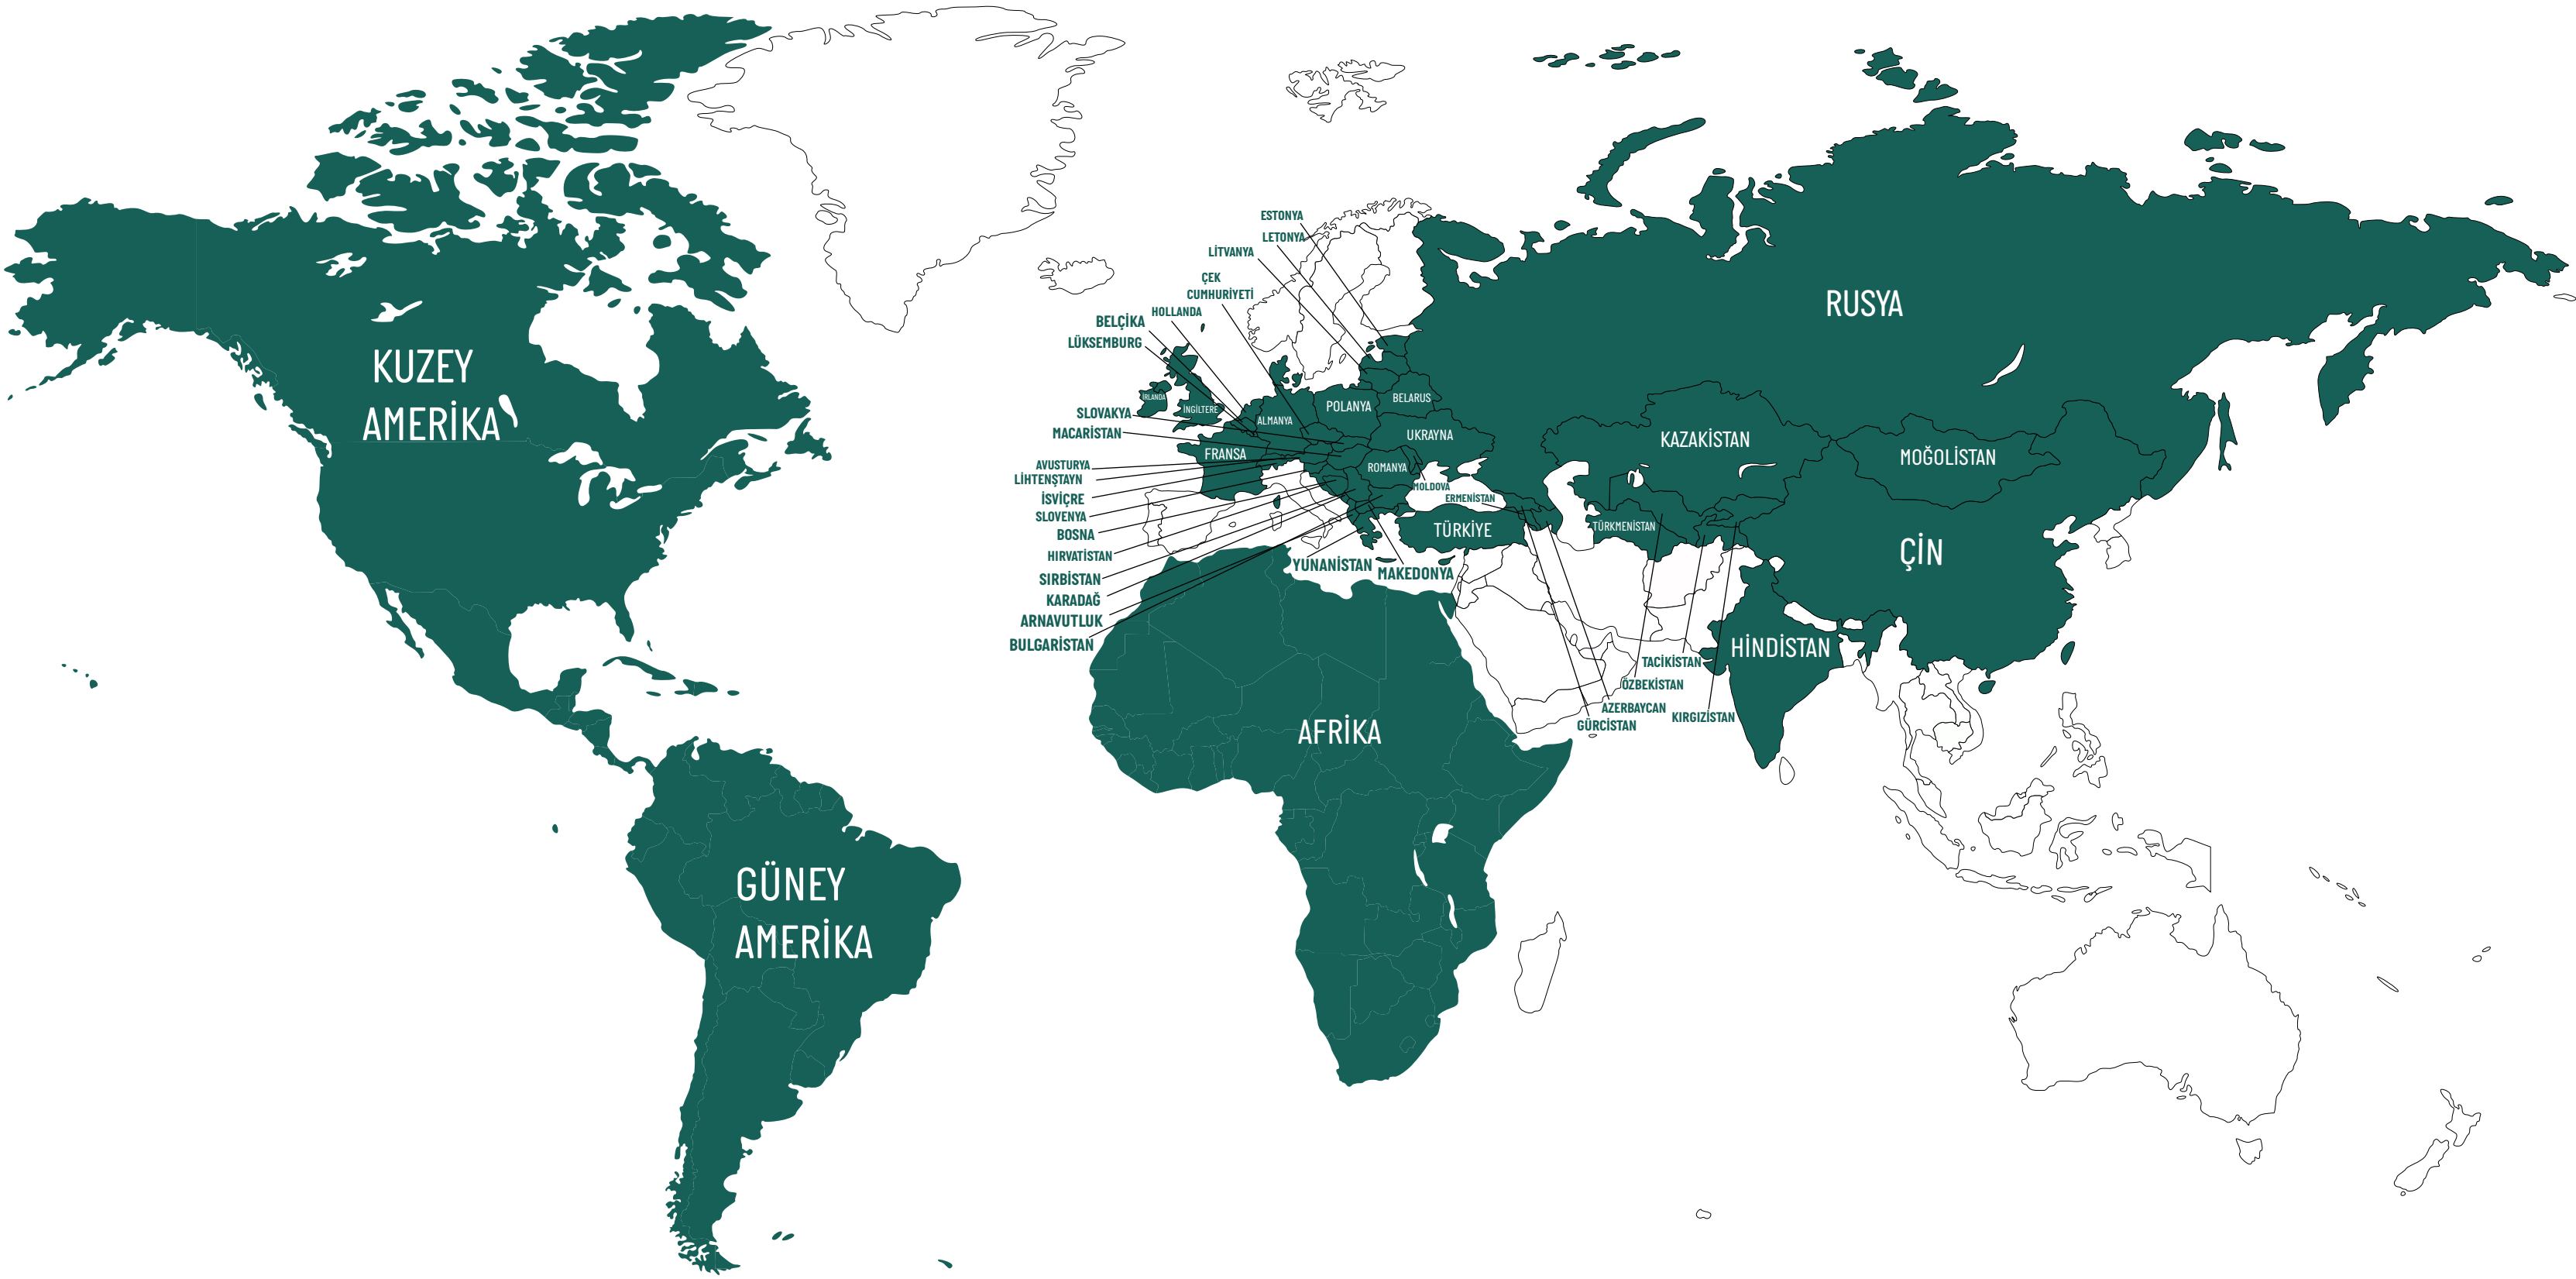 KUZEY
AMERİKA
GÜNEY
AMERİKA
ESTONYA
LETONYA
LİTVANYA
ÇEK
CUMHURİYETİ
HOLLANDA
BELÇİKA
LÜKSEMBURG
İRLANDA
İNGİLTERE
ALMANYA
POLANYA
BELARUS
SLOVAKYA
MACARİSTAN
UKRAYNA
FRANSA
AVUSTURYA
ROMANYA
LİHTENŞTAYN
MOLDOVA
İSVİÇRE
ERMENİSTAN
SLOVENYA
BOSNA
TÜRKİYE
HIRVATİSTAN
YUNANİSTAN
MAKEDONYA
SIRBİSTAN
KARADAĞ
ARNAVUTLUK
BULGARİSTAN
AFRİKA
RUSYA
KAZAKİSTAN
MOĞOLİSTAN
TÜRKMENİSTAN
ÇİN
HİNDİSTAN
TACİKİSTAN
ÖZBEKİSTAN
AZERBAYCAN
KIRGIZİSTAN
GÜRCİSTAN